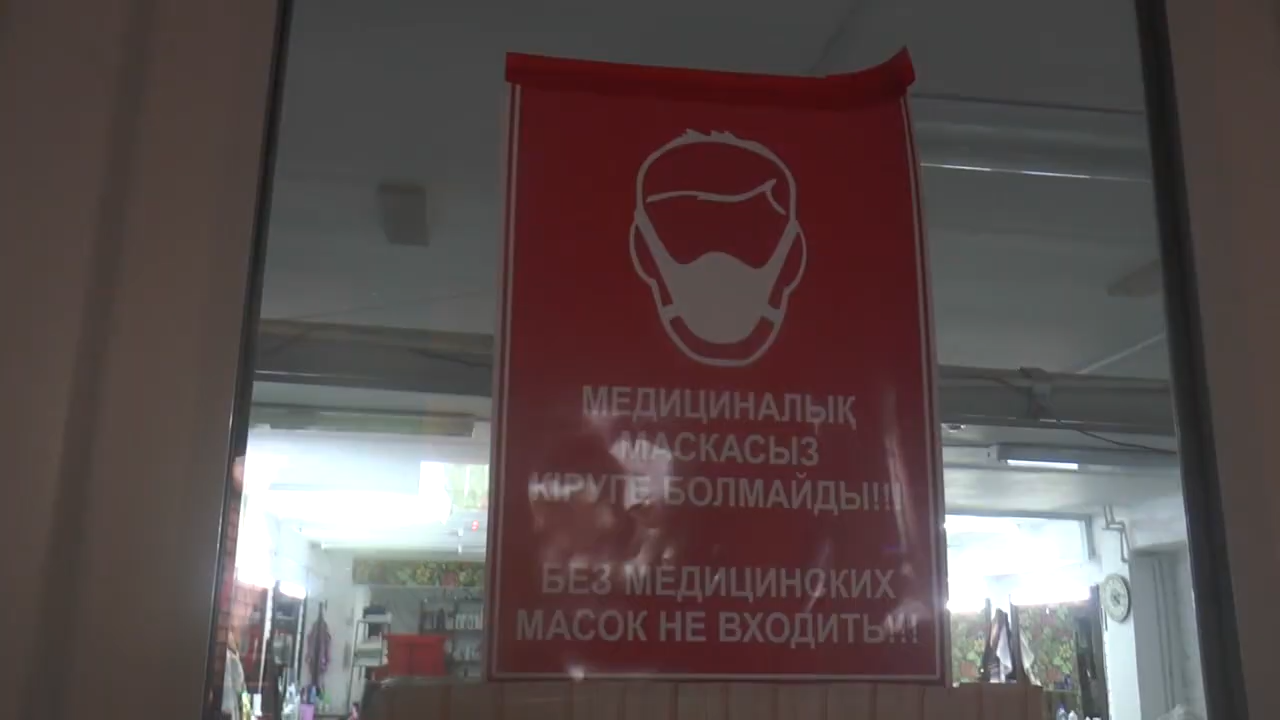 МЕДИЦИНАЛЫҚ
МАСКАСЫЗ
КІРУГЕ БОЛМАЙДЫ!!!
БЕЗ МЕДИЦИНСКИХ
МАСОК НЕ ВХОДИТЬ!!!